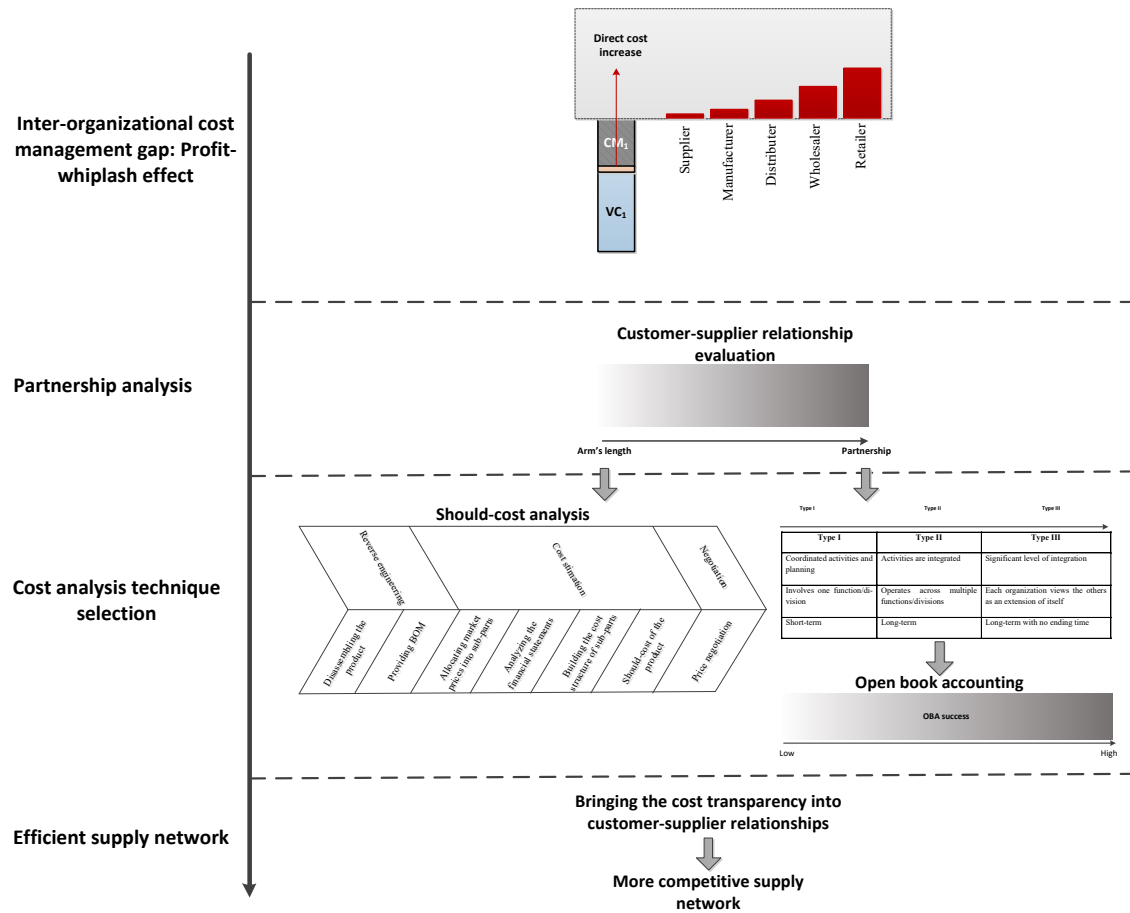 Inter-organizational cost
management gap: Profit-
whiplash effect
Direct cost
increase
CM1
VC1
Supplier
Manufacturer
Distributer
Wholesaler
Retailer
Partnership analysis
Customer-supplier relationship
evaluation
Arm's length
Partnership
Cost analysis technique
selection
Should-cost analysis
Reverse engineering
Cost stimation
Negotiation
Disassembling the
product
Providing BOM
Allocating market
prices into sub-parts
Analyzing the
financial statements
Building the cost
structure of sub-parts
Should-cost of the
product
Price negotiation
Type I
Type II
Type III
Type I
Type II
Type III
Coordinated activities and
planning
Activities are integrated
Significant level of integration
Involves one function/di-
vision
Operates across multiple
functions/divisions
Each organization views the others
as an extension of itself
Short-term
Long-term
Long-term with no ending time
Open book accounting
OBA success
Low
High
Efficient supply network
Bringing the cost transparency into
customer-supplier relationships
More competitive supply
network